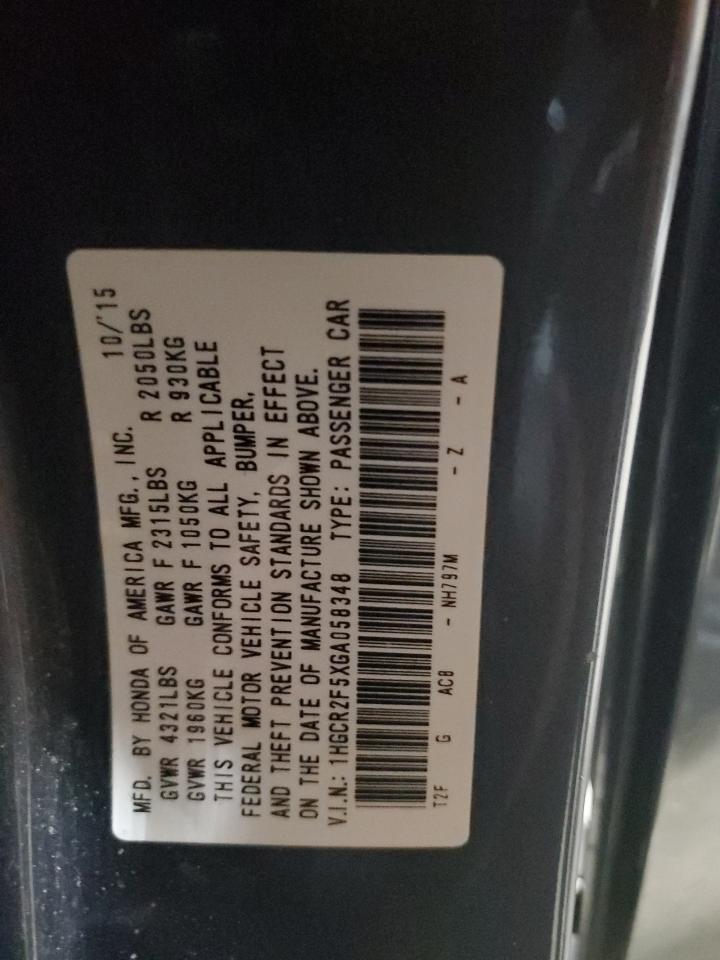 MFD. BY HONDA OF AMERICA MFG., INC. 10/'15
GVWR 4321LBS GAWR F 2315LBS R 2050LBS
GVWR 1960KG GAWR F 1050KG R 930KG
THIS VEHICLE CONFORMS TO ALL APPLICABLE
FEDERAL MOTOR VEHICLE SAFETY, BUMPER,
AND THEFT PREVENTION STANDARDS IN EFFECT
ON THE DATE OF MANUFACTURE SHOWN ABOVE.
V.I.N.: 1HGCR2F5XGA058348 TYPE: PASSENGER CAR
T2F G AC8 - NH797M - Z - A